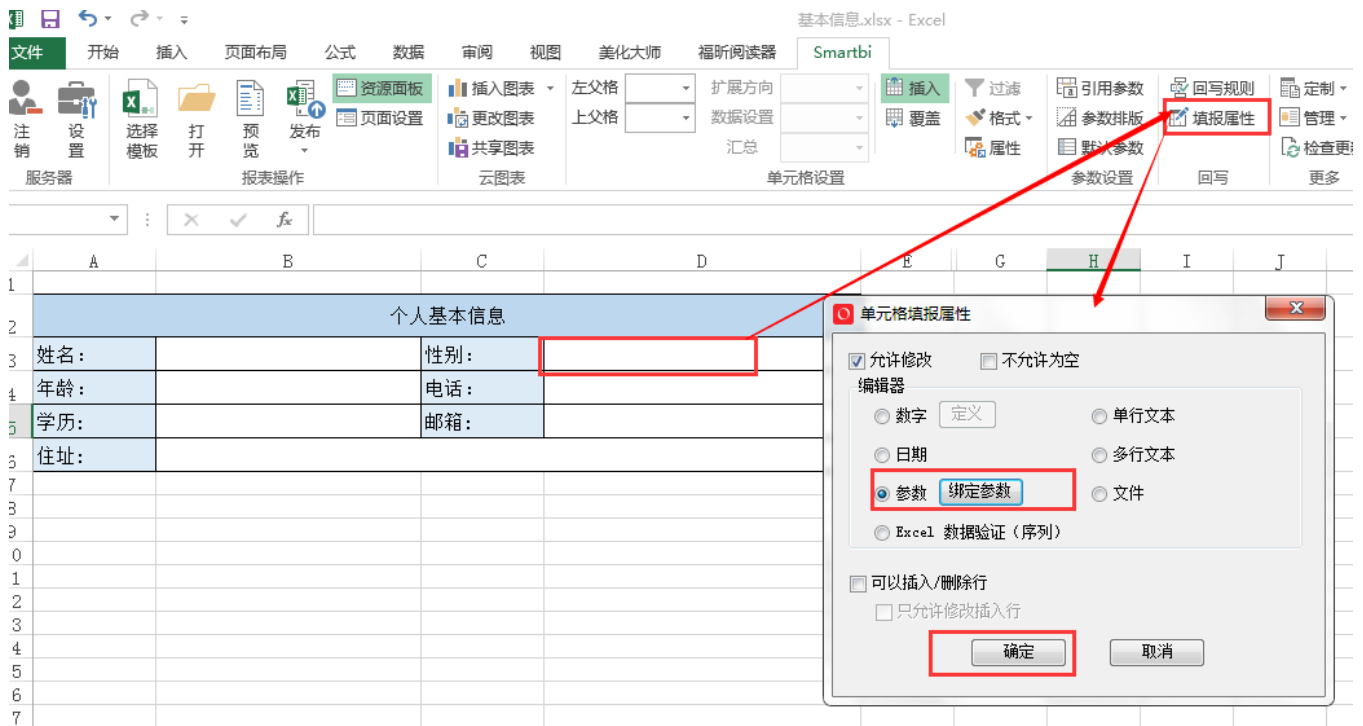 基本信息.xlsx - Excel
文件 开始 插入 页面布局 公式 数据 审阅 视图 美化大师 福昕阅读器 Smartbi
资源面板 插入图表 左父格 扩展方向 插入 过滤 引用参数 回写规则 定制
页面设置 更改图表 上父格 数据设置 覆盖 格式 参数排版 填报属性 管理
注销 设置 选择模板 打开 预览 发布 共享图表 汇总 属性 默认参数 检查更
服务器 报表操作 云图表 单元格设置 参数设置 回写 更多
fx
A B C D E G H I J
1
2 个人基本信息
3 姓名: 性别:
4 年龄: 电话:
5 学历: 邮箱:
6 住址:
7
8
9
0
1
2
3
4
5
6
7
单元格填报属性
允许修改 不允许为空
编辑器
数字 定义 单行文本
日期 多行文本
参数 绑定参数 文件
Excel 数据验证(序列)
可以插入/删除行
只允许修改插入行
确定 取消